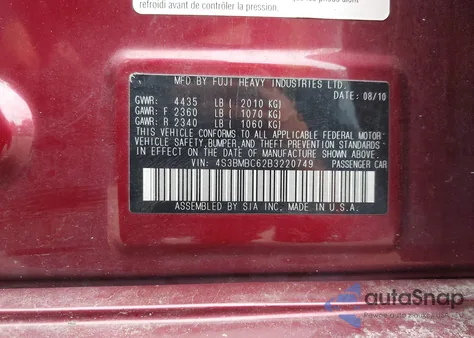 refroidi avant de contrôler la pression.
MFD BY FUJI HEAVY INDUSTRIES LTD.
DATE: 08/10
GVWR: 4435 LB ( 2010 KG)
GAWR: F 2360 LB ( 1070 KG)
GAWR: R 2340 LB ( 1060 KG)
THIS VEHICLE CONFORMS TO ALL APPLICABLE FEDERAL MOTOR
VEHICLE SAFETY, BUMPER, AND THEFT PREVENTION STANDARDS
IN EFFECT ON THE DATE OF MANUFACTURE SHOWN ABOVE.
VIN: 4S3BMBC62B3220749 PASSENGER CAR
ASSEMBLED BY SIA INC. IN U.S.A.
autoSnap
Pewne auto z